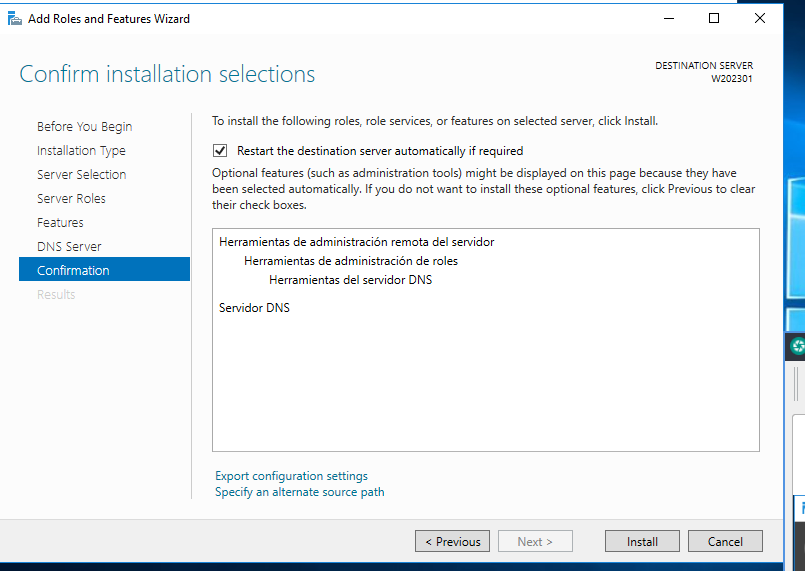 Add Roles and Features Wizard
Confirm installation selections
DESTINATION SERVER
W202301
Before You Begin
Installation Type
Server Selection
Server Roles
Features
DNS Server
Confirmation
Results
To install the following roles, role services, or features on selected server, click Install.
Restart the destination server automatically if required
Optional features (such as administration tools) might be displayed on this page because they have
been selected automatically. If you do not want to install these optional features, click Previous to clear
their check boxes.
Herramientas de administración remota del servidor
Herramientas de administración de roles
Herramientas del servidor DNS
Servidor DNS
Export configuration settings
Specify an alternate source path
< Previous
Next >
Install
Cancel